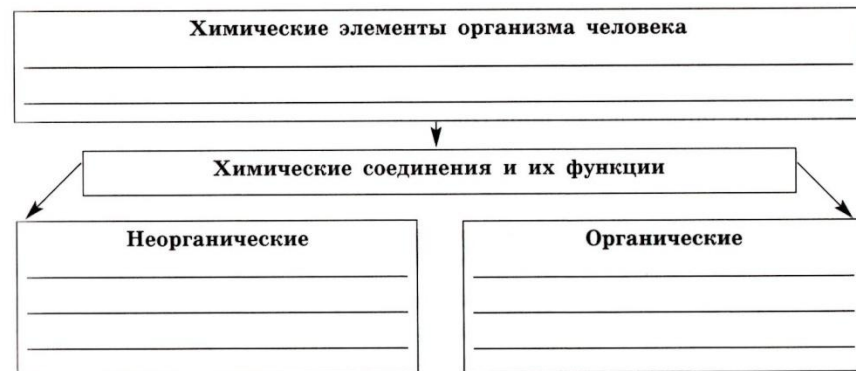 Химические элементы организма человека
Химические соединения и их функции
Неорганические
Органические